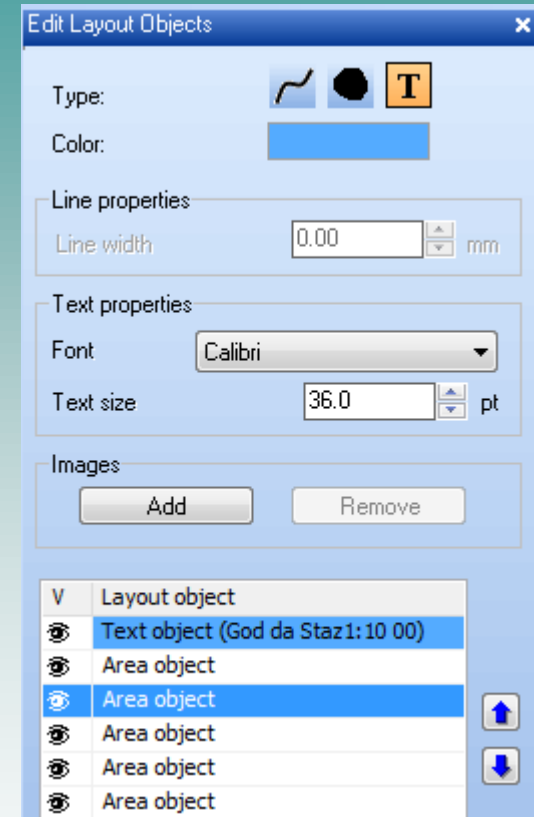 Edit Layout Objects
Type: T
Color:
Line properties
Line width 0.00 mm
Text properties
Font Calibri
Text size 36.0 pt
Images
Add Remove
V Layout object
Text object (God da Staz1:10 00)
Area object
Area object
Area object
Area object
Area object